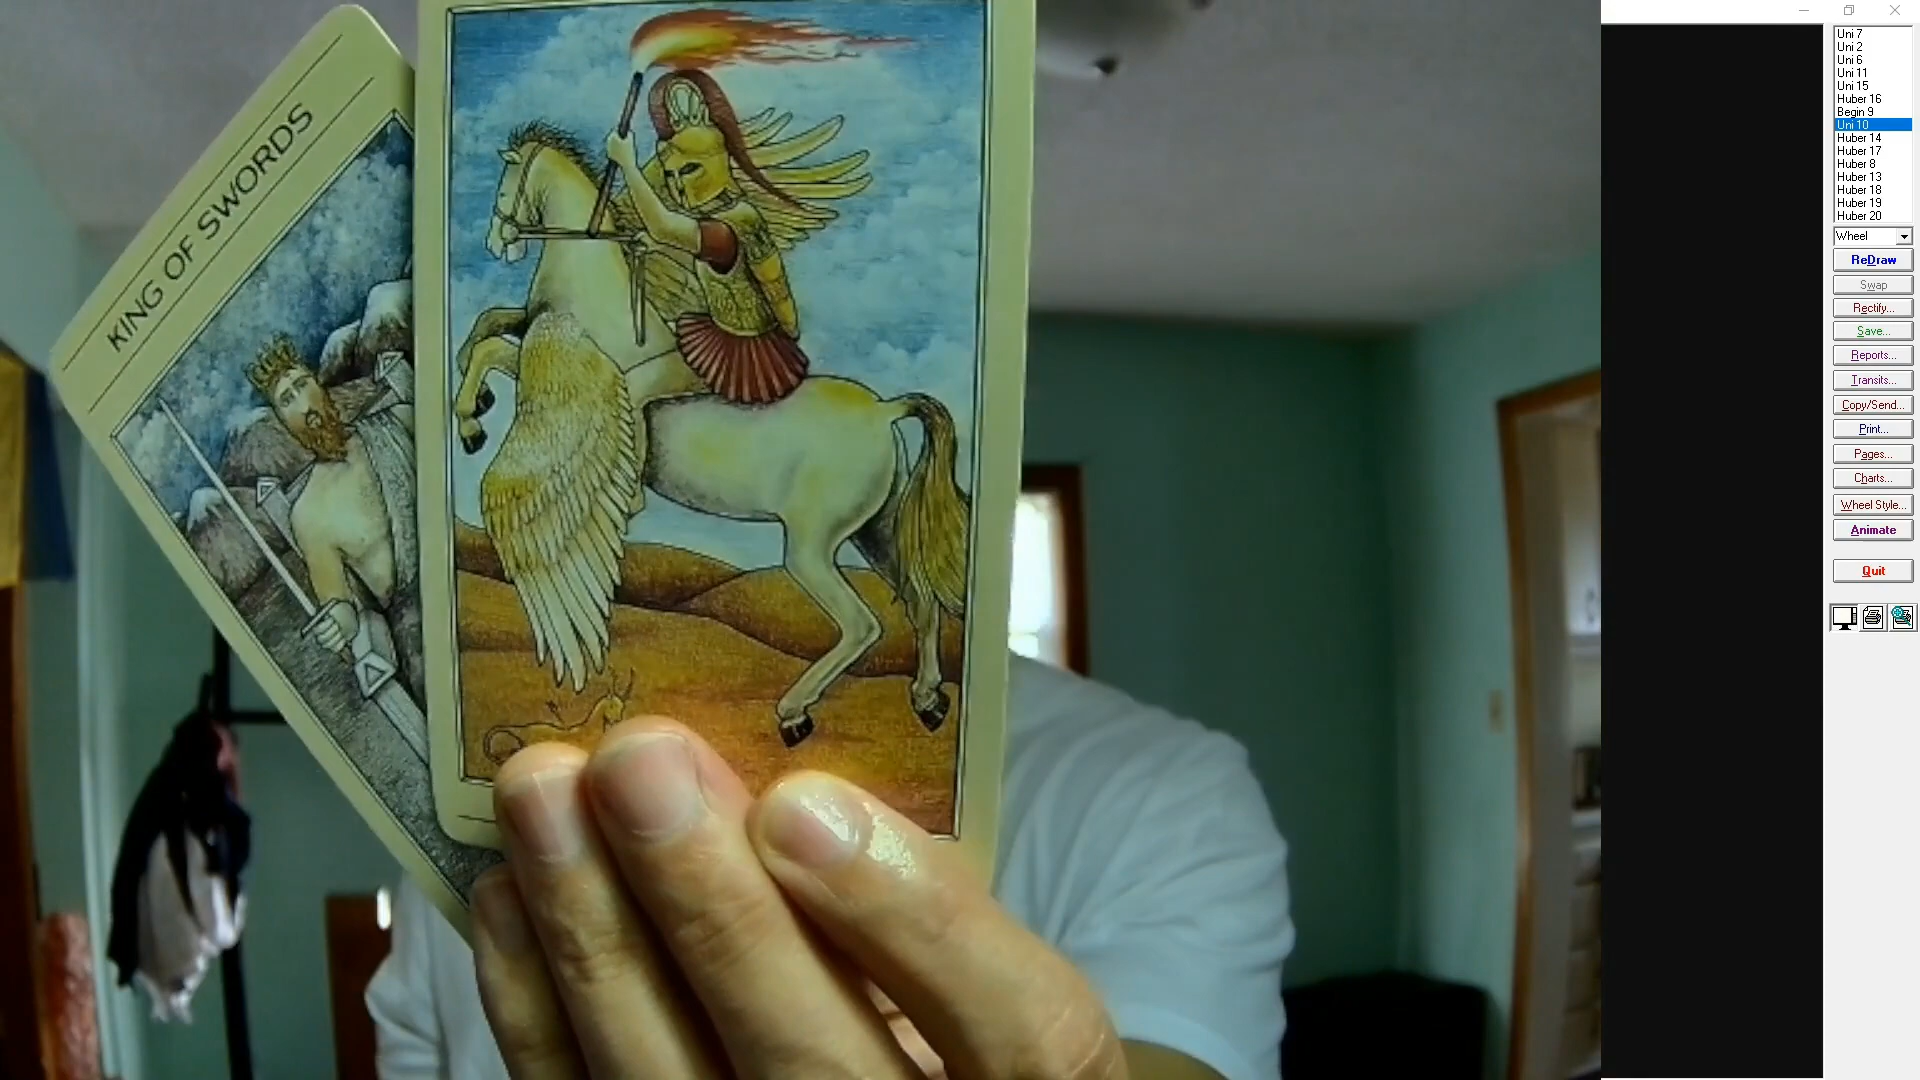 KING OF SWORDS
Uni 7
Uni 2
Uni 6
Uni 11
Uni 15
Huber 16
Begin 9
Uni 10
Huber 14
Huber 17
Huber 8
Huber 13
Huber 18
Huber 19
Huber 20
Wheel
ReDraw
Swap
Rectify...
Save...
Reports...
Transits...
Copy/Send...
Print...
Pages...
Charts...
Wheel Style...
Animate
Quit